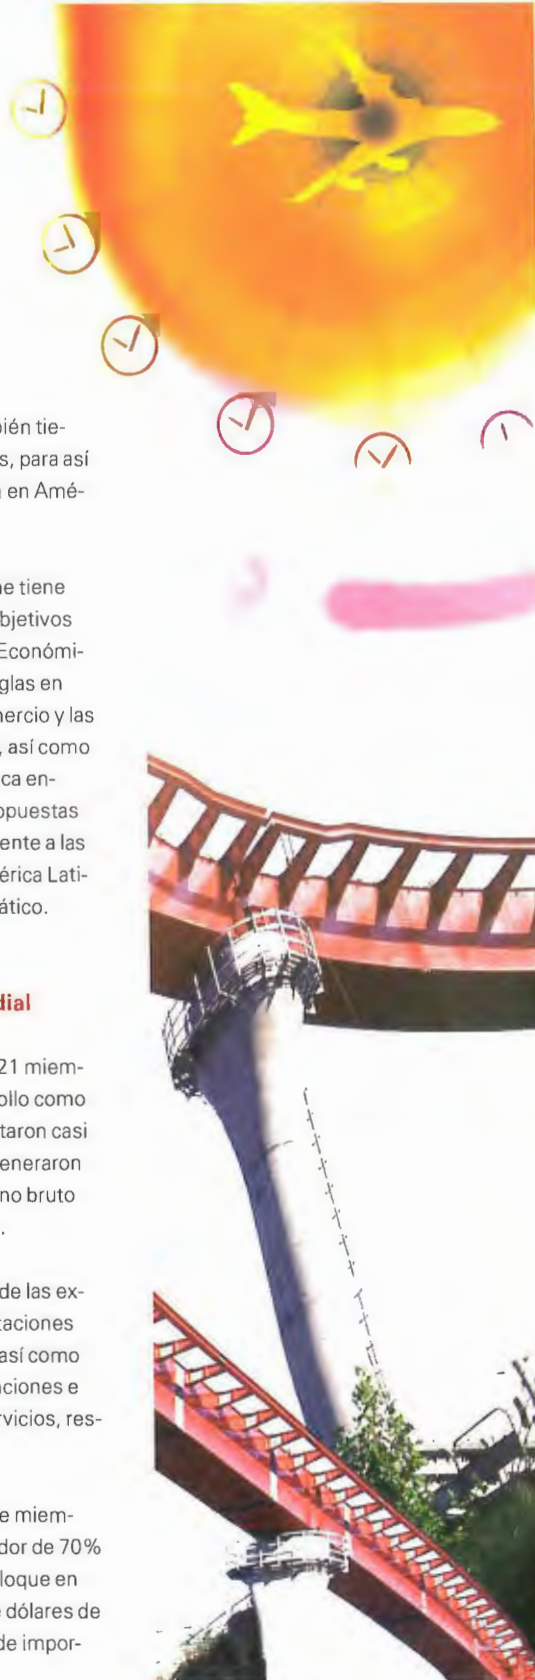 bién tie-
s, para así
en Amé-
ne tiene
bjetivos
Económi-
glas en
ercio y las
, así como
ca en-
opuestas
ente a las
érica Lati-
ático.
dial
21 miem-
ollo como
taron casi
eneraron
no bruto
.
de las ex-
taciones
así como
aciones e
rvicios, res-
e miem-
dor de 70%
loque en
e dólares de
de impor-